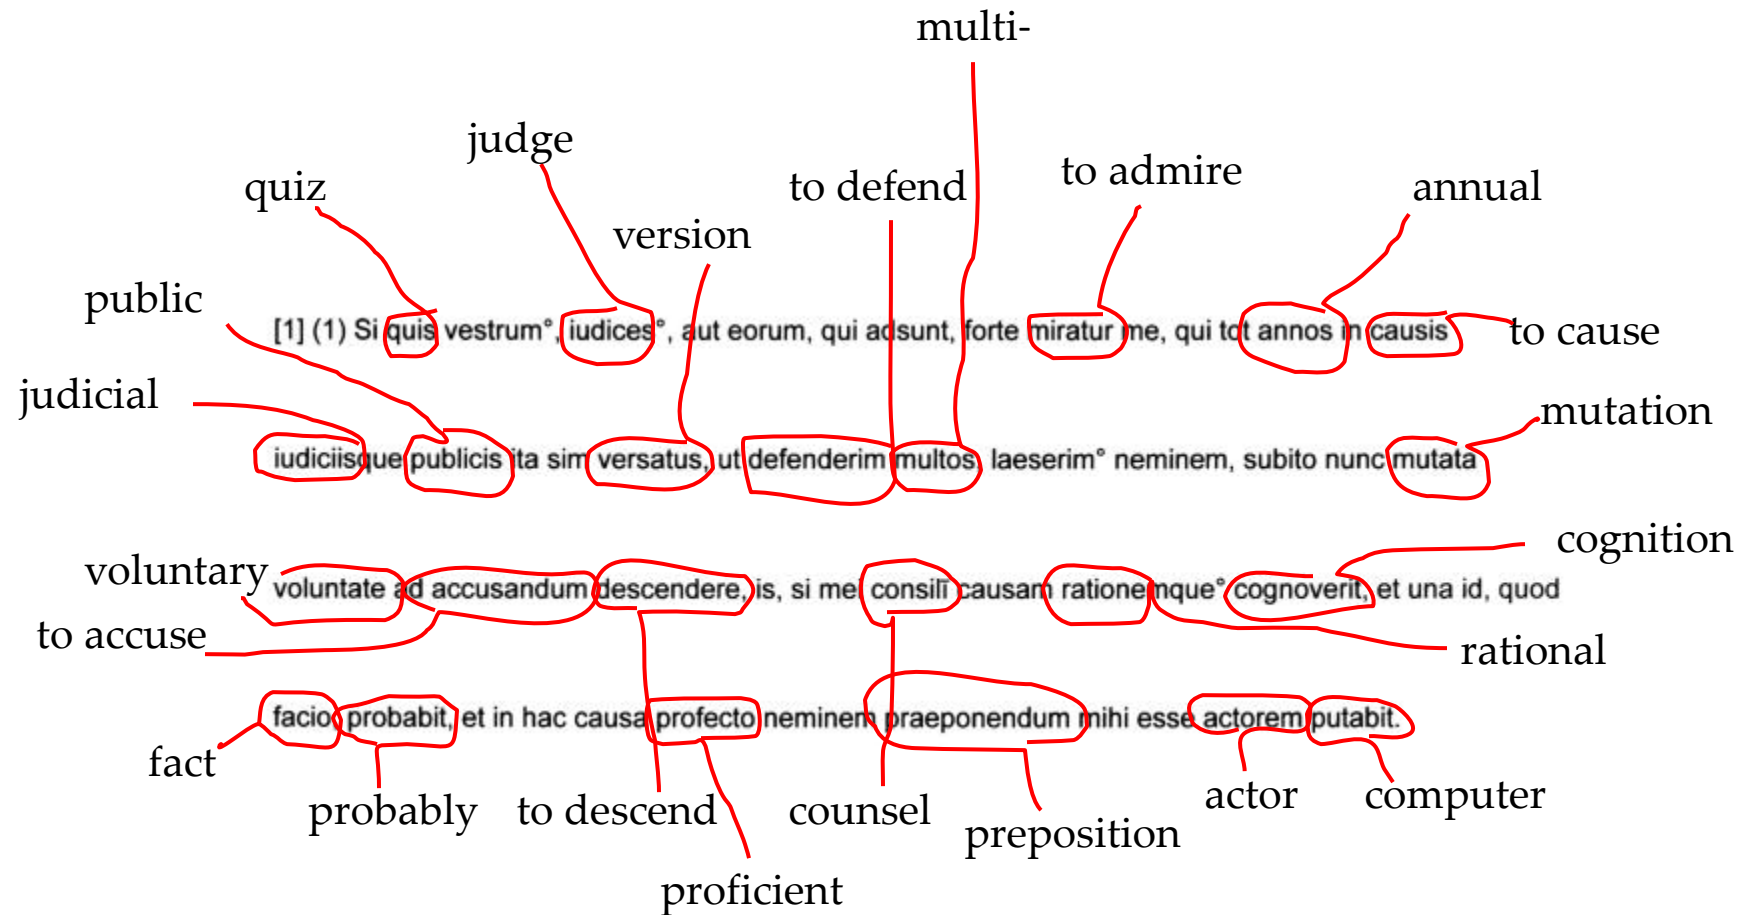 multi-
judge
to defend
to admire
quiz
annual
version
public
[1] (1) Si quis vestrum°, iudices°, aut eorum, qui adsunt, forte miratur me, qui tot annos in causis
to cause
judicial
mutation
iudiciisque publicis ita sim versatus, ut defenderim multos, laeserim° neminem, subito nunc mutata
cognition
voluntary
voluntate ad accusandum descendere, is, si mei consilī causam rationemque° cognoverit, et una id, quod
to accuse
rational
facio, probabit, et in hac causa profecto neminem praeponendum mihi esse actorem putabit.
fact
probably
to descend
counsel
actor
computer
preposition
proficient